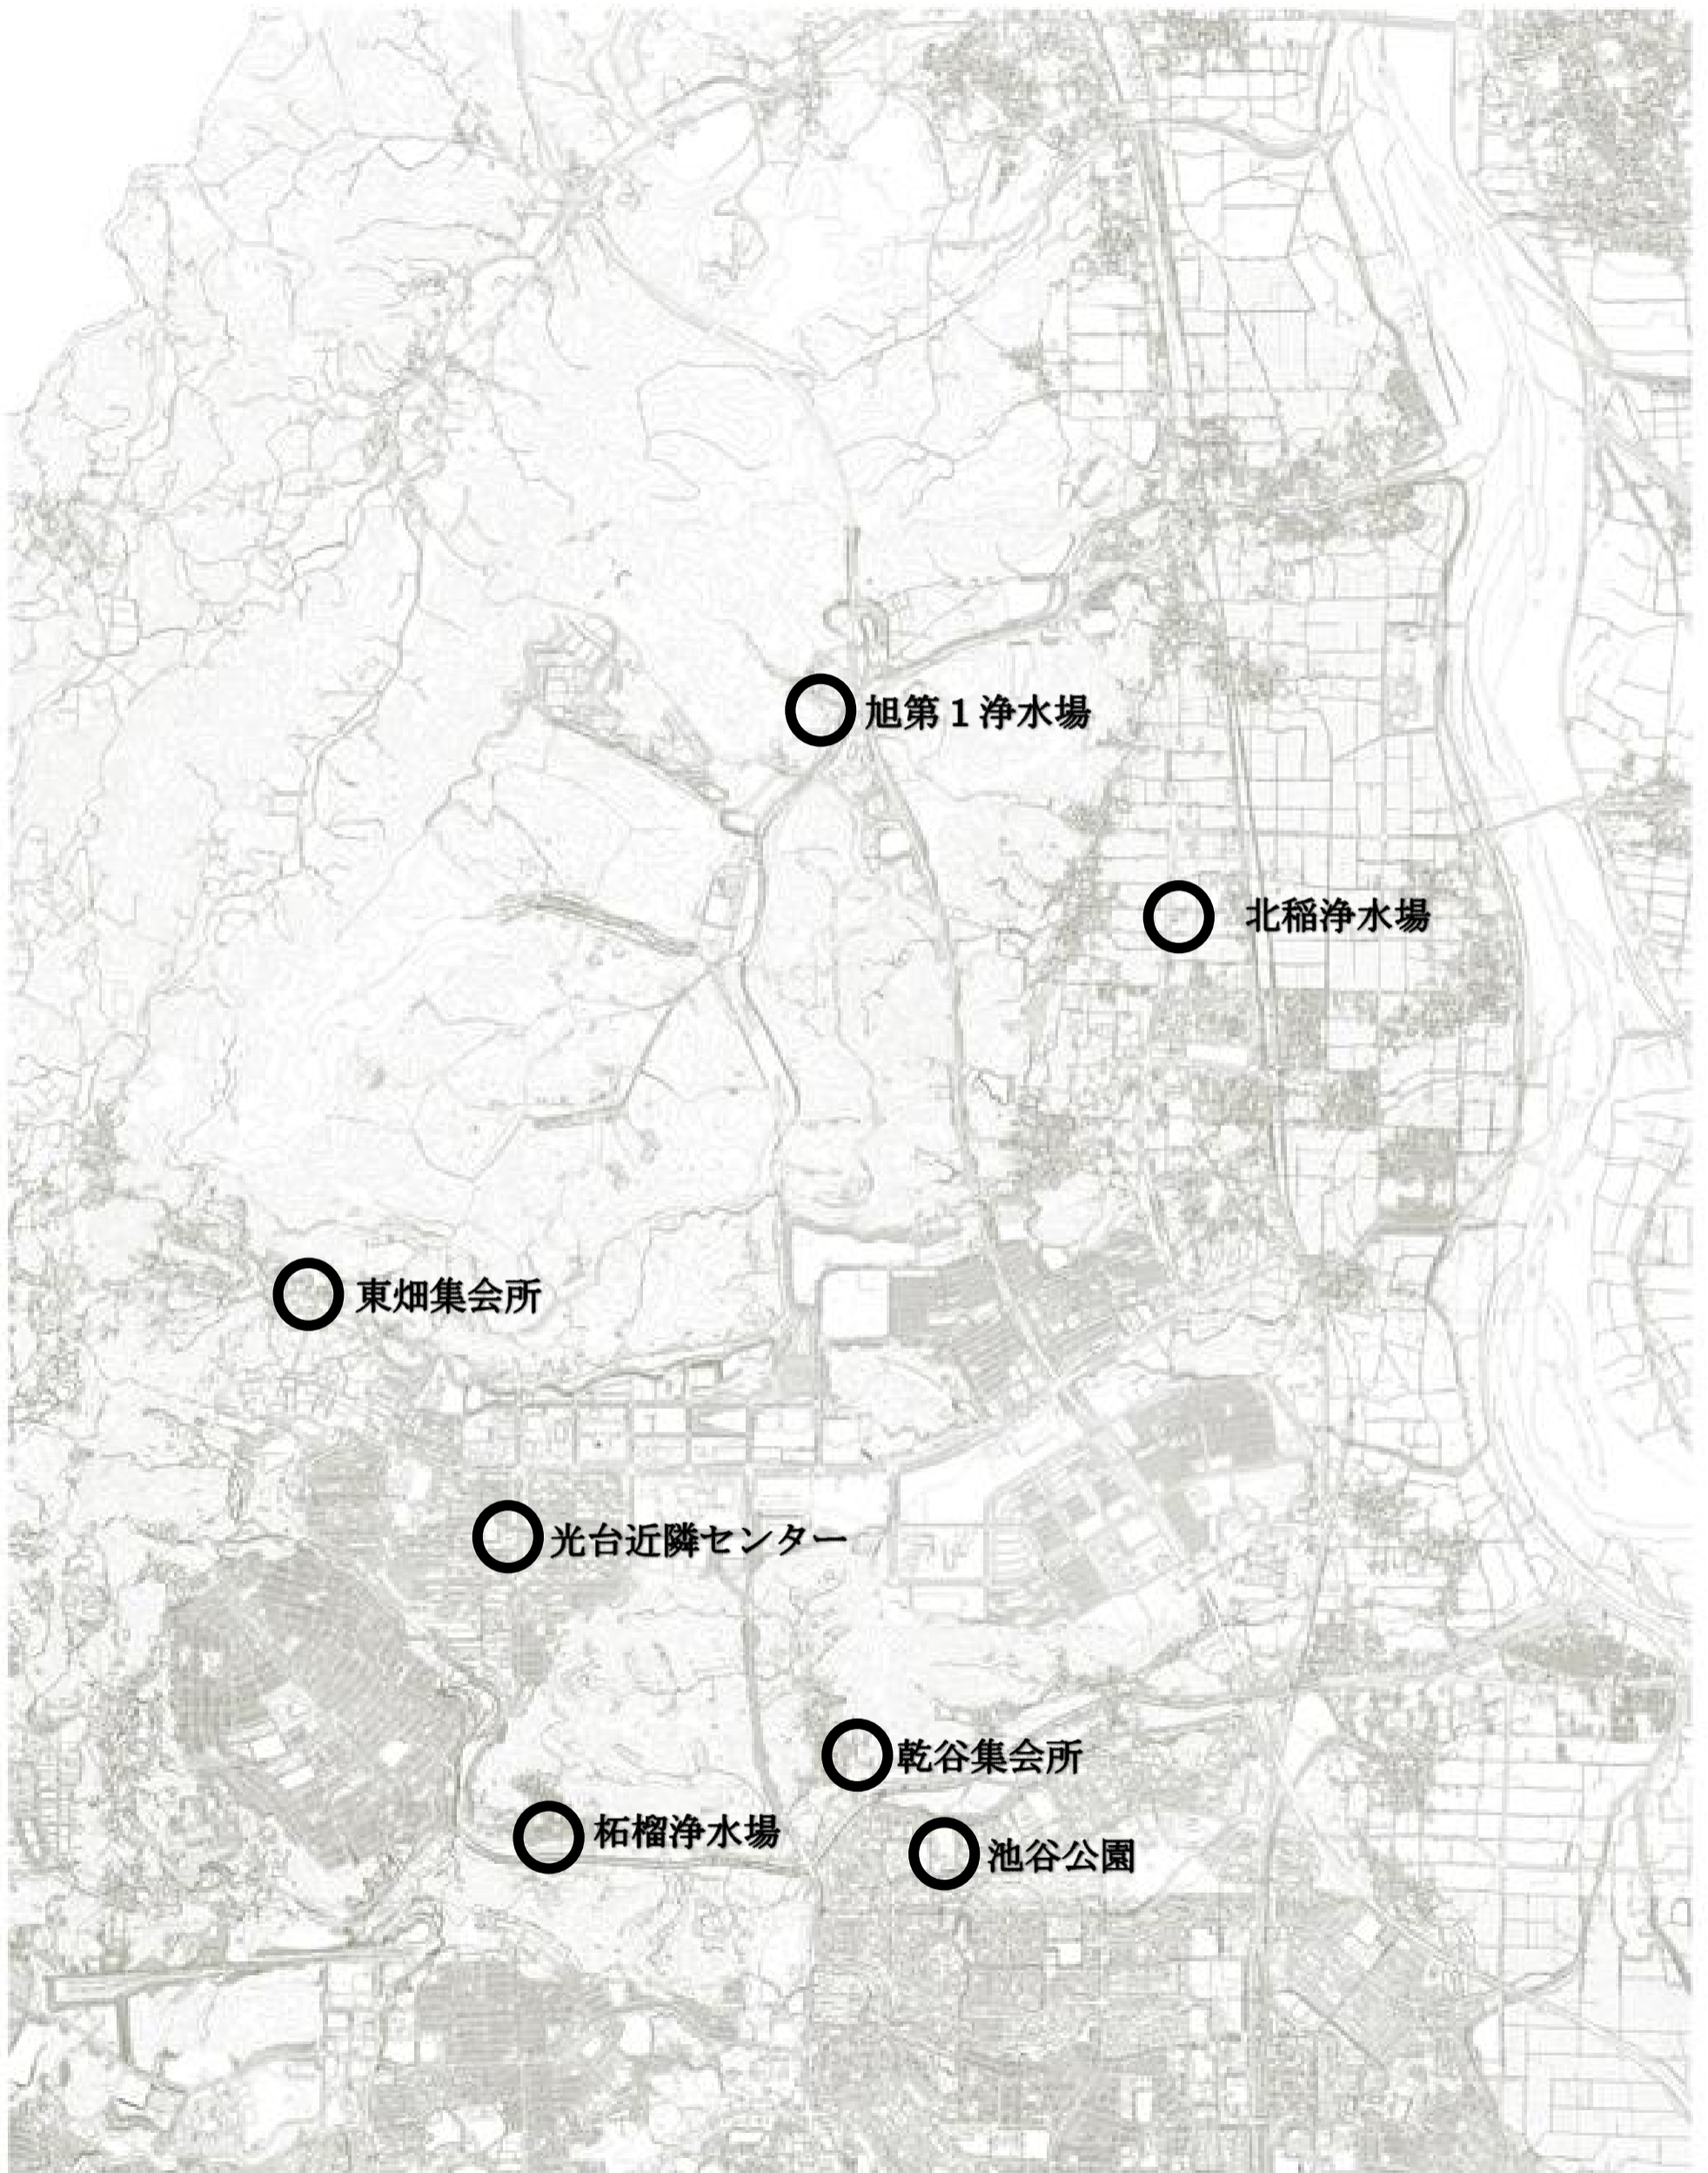 旭第1浄水場
北稲浄水場
東畑集会所
光台近隣センター
乾谷集会所
柘榴浄水場
池谷公園